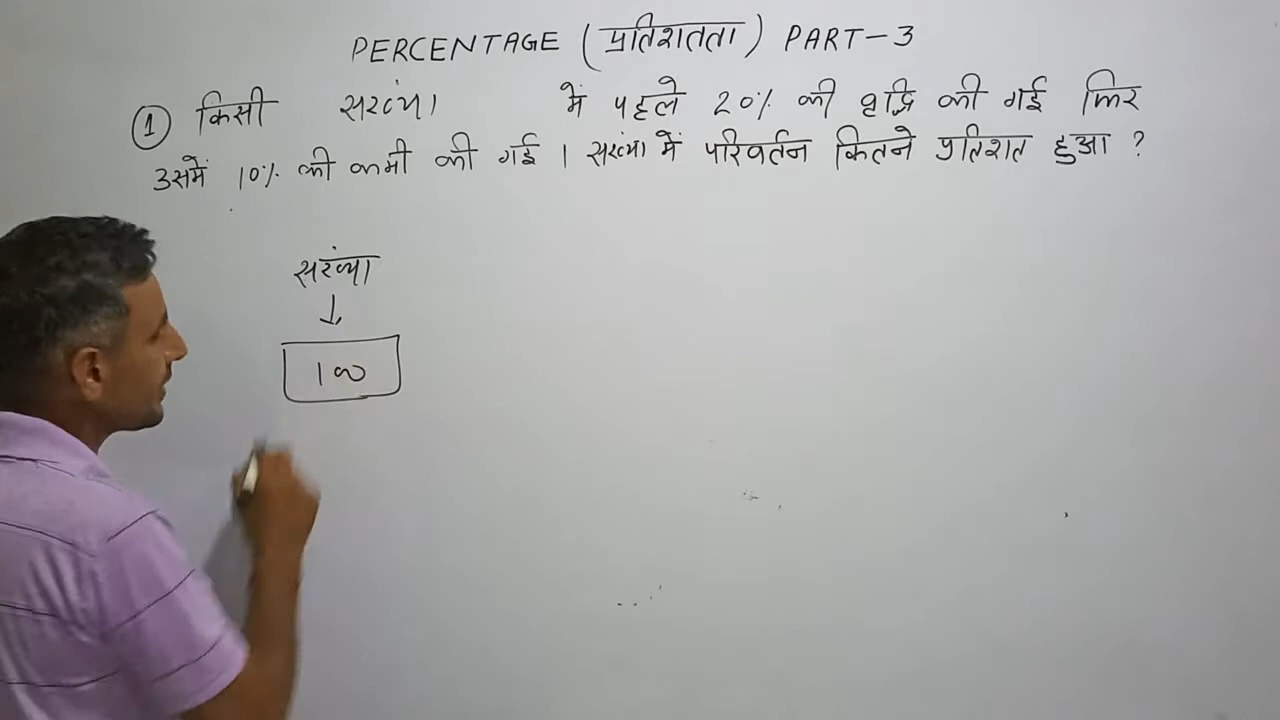 PERCENTAGE (प्रतिशतता) PART-3
① किसी संख्या में पहले 20% की वृद्धि की गई फिर
उसमें 10% की कमी की गई । संख्या में परिवर्तन कितने प्रतिशत हुआ ?
संख्या
↓
100